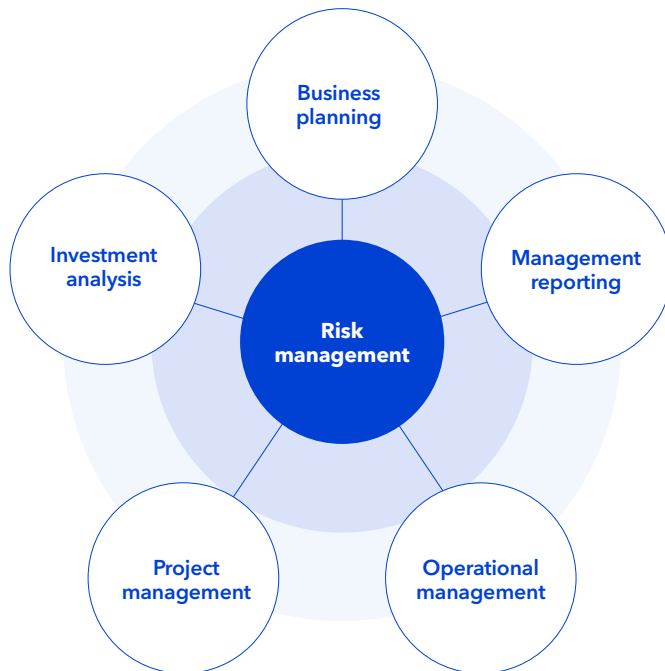 Business
planning
Investment
analysis
Management
reporting
Risk
management
Project
management
Operational
management